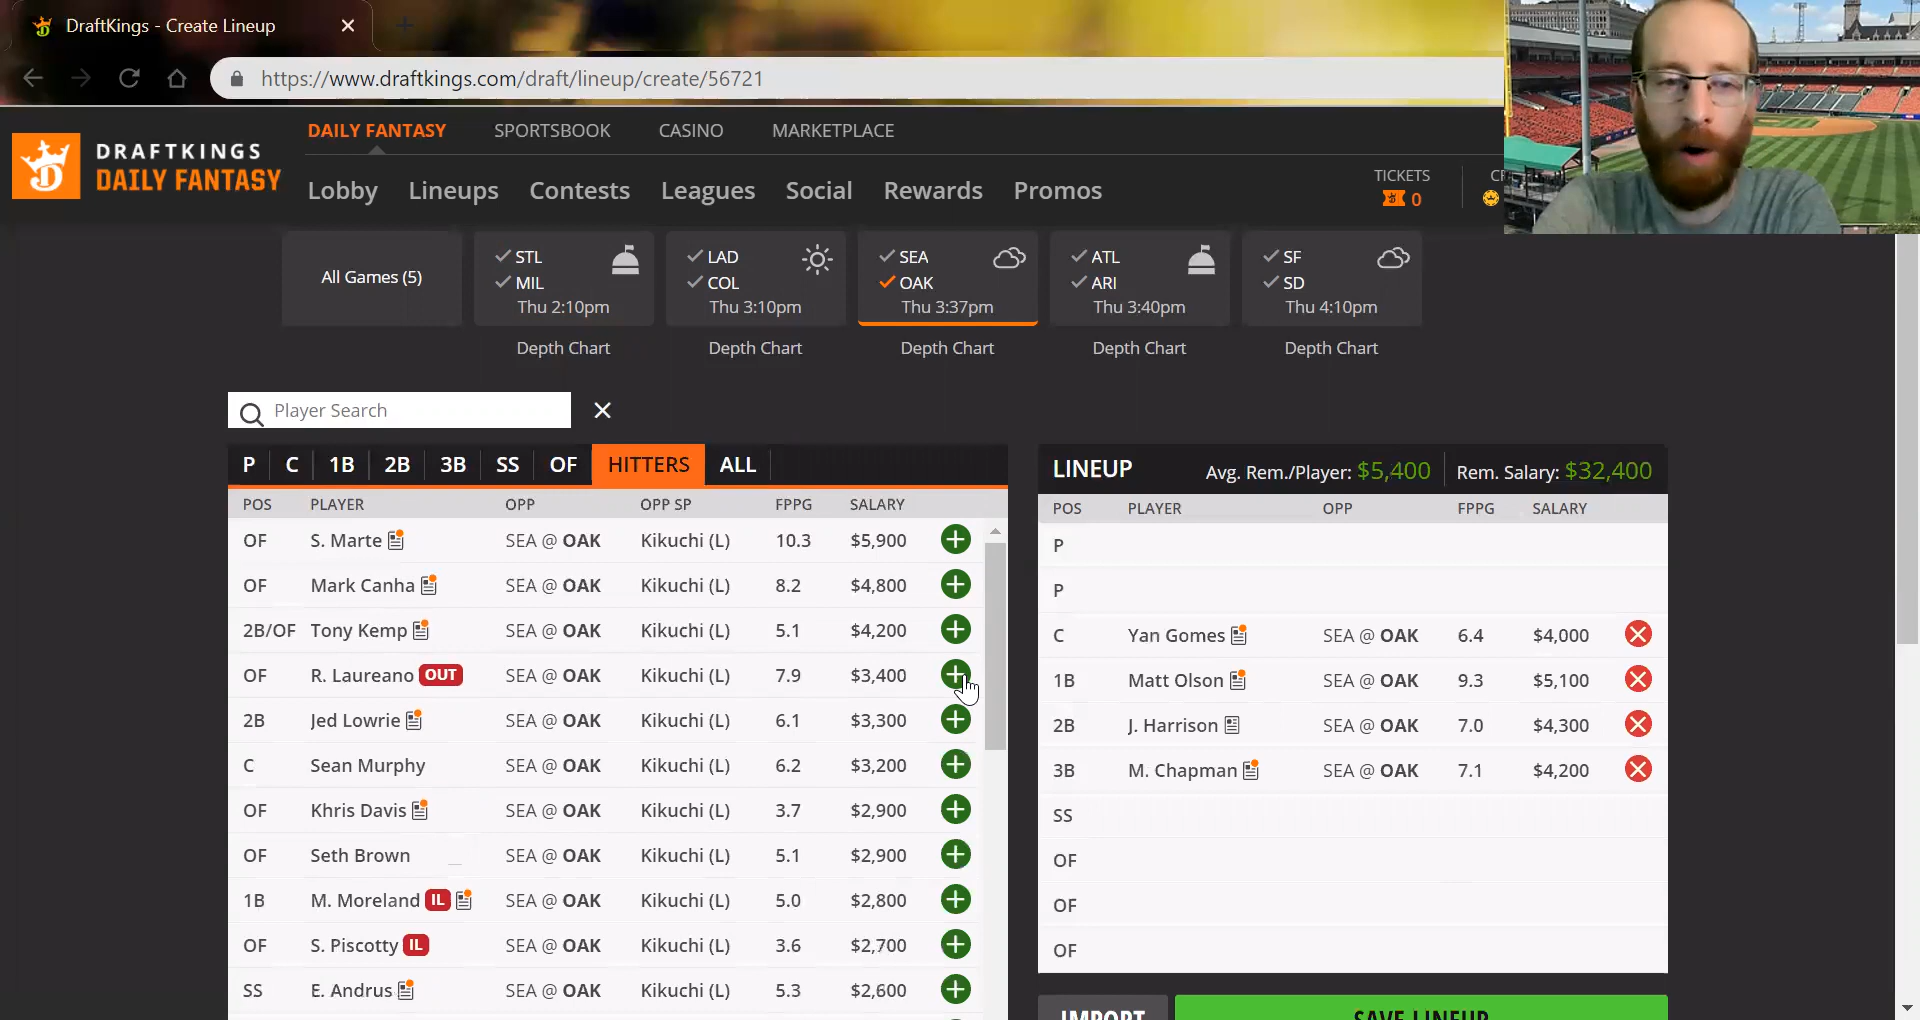 DraftKings - Create Lineup
https://www.draftkings.com/draft/lineup/create/56721
DRAFTKINGS
DAILY FANTASY
DAILY FANTASY SPORTSBOOK CASINO MARKETPLACE
Lobby Lineups Contests Leagues Social Rewards Promos
TICKETS
0
All Games (5)
STL
MIL
Thu 2:10pm
LAD
COL
Thu 3:10pm
SEA
OAK
Thu 3:37pm
ATL
ARI
Thu 3:40pm
SF
SD
Thu 4:10pm
Depth Chart Depth Chart Depth Chart Depth Chart Depth Chart
Player Search
P C 1B 2B 3B SS OF HITTERS ALL
POS PLAYER OPP OPP SP FPPG SALARY
OF S. Marte SEA @ OAK Kikuchi (L) 10.3 $5,900
OF Mark Canha SEA @ OAK Kikuchi (L) 8.2 $4,800
2B/OF Tony Kemp SEA @ OAK Kikuchi (L) 5.1 $4,200
OF R. Laureano OUT SEA @ OAK Kikuchi (L) 7.9 $3,400
2B Jed Lowrie SEA @ OAK Kikuchi (L) 6.1 $3,300
C Sean Murphy SEA @ OAK Kikuchi (L) 6.2 $3,200
OF Khris Davis SEA @ OAK Kikuchi (L) 3.7 $2,900
OF Seth Brown SEA @ OAK Kikuchi (L) 5.1 $2,900
1B M. Moreland IL SEA @ OAK Kikuchi (L) 5.0 $2,800
OF S. Piscotty IL SEA @ OAK Kikuchi (L) 3.6 $2,700
SS E. Andrus SEA @ OAK Kikuchi (L) 5.3 $2,600
LINEUP Avg. Rem./Player: $5,400 Rem. Salary: $32,400
POS PLAYER OPP FPPG SALARY
P
P
C Yan Gomes SEA @ OAK 6.4 $4,000
1B Matt Olson SEA @ OAK 9.3 $5,100
2B J. Harrison SEA @ OAK 7.0 $4,300
3B M. Chapman SEA @ OAK 7.1 $4,200
SS
OF
OF
OF
IMPORT SAVE LINEUP